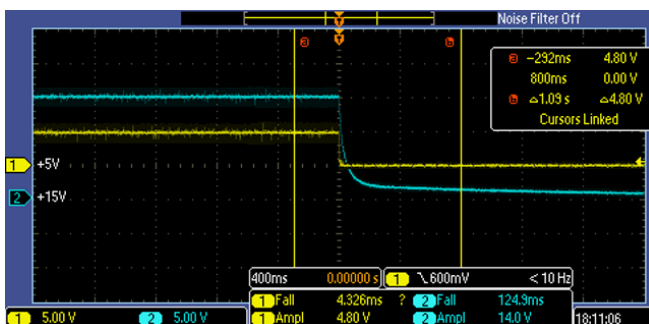 Noise Filter Off
a b
a -292ms 4.80 V
800ms 0.00 V
b △1.09 s △4.80 V
Cursors Linked
1 +5V
2 +15V
400ms 0.00000 s 1 \ 600mV < 10 Hz
1 Fall 4.326ms ? 2 Fall 124.9ms
1 5.00 V 2 5.00 V 1 Ampl 4.80 V 2 Ampl 14.0 V 18:11:06